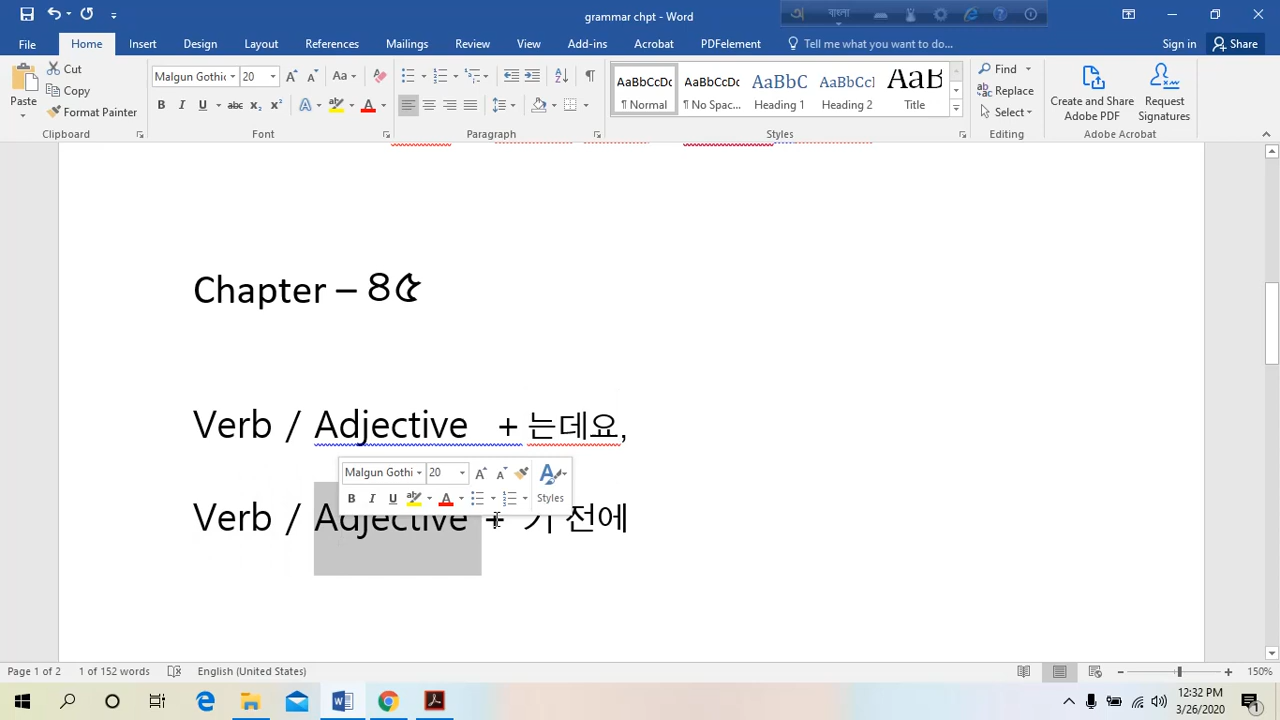 grammar chpt - Word
बाংলা
File Home Insert Design Layout References Mailings Review View Add-ins Acrobat PDFelement Tell me what you want to do... Sign in Share
Paste Cut Copy Format Painter Clipboard
Malgun Gothic 20 Font
Paragraph
AaBbCcDc ¶ Normal AaBbCcDc ¶ No Spac... AaBbC Heading 1 AaBbCcD Heading 2 AaB Title Styles
Find Replace Select Editing
Create and Share Adobe PDF Request Signatures Adobe Acrobat
Chapter – ৪৫
Verb / Adjective + 는데요,
Malgun Gothi 20 Styles
Verb / Adjective + 기 전에
Page 1 of 2 1 of 152 words English (United States) 150%
12:32 PM
3/26/2020